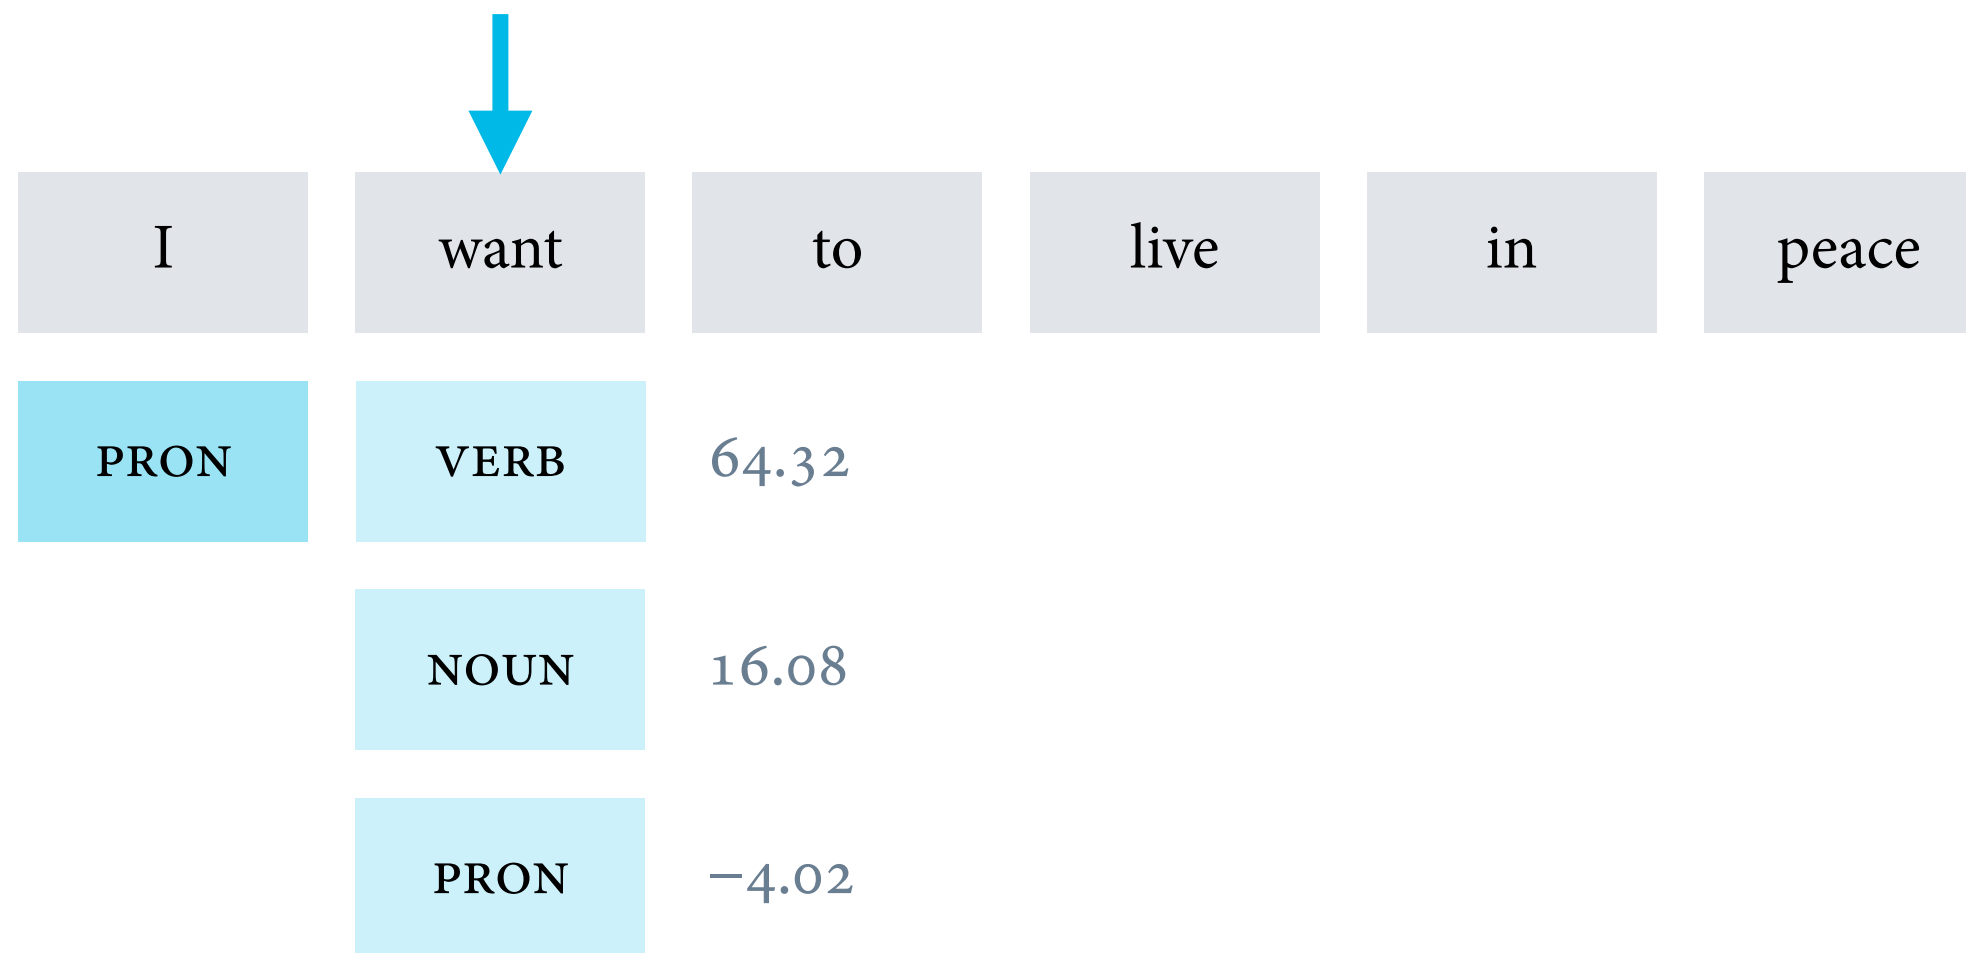 I want to live in peace
PRON VERB 64.32
NOUN 16.08
PRON −4.02